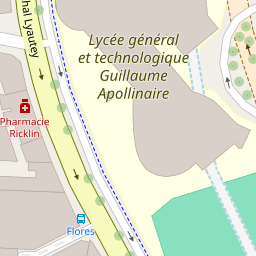 hal Lyautey
Lycée général
et technologique
Guillaume
Apollinaire
Pharmacie
Ricklin
Flores